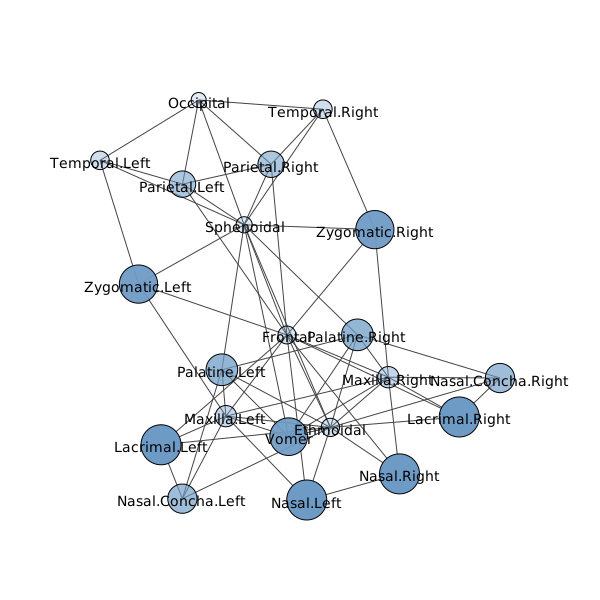 Occipital
Temporal.Right
Temporal.Left
Parietal.Right
Parietal.Left
Sphenoidal
Zygomatic.Right
Zygomatic.Left
Frontal
Palatine.Right
Palatine.Left
Maxilla.Right
Nasal.Concha.Right
Maxilla.Left
Lacrimal.Right
Ethmoidal
Vomer
Lacrimal.Left
Nasal.Right
Nasal.Concha.Left
Nasal.Left